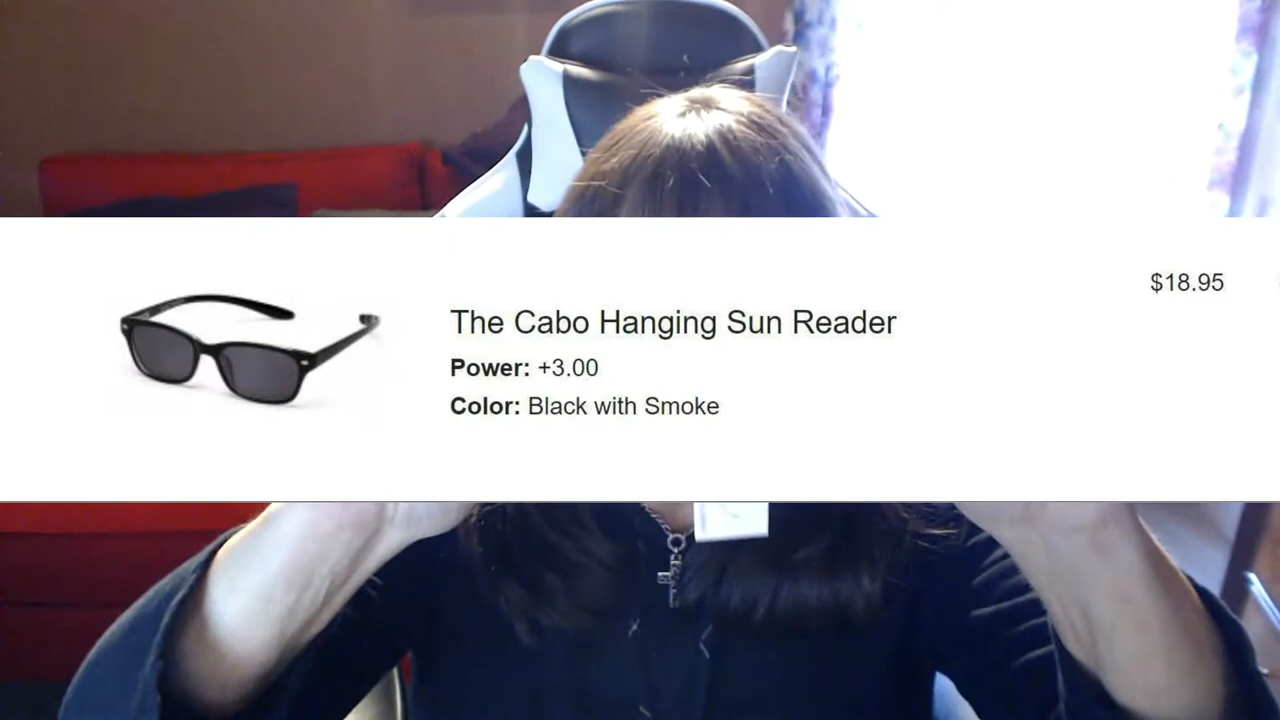 $18.95
The Cabo Hanging Sun Reader
Power: +3.00
Color: Black with Smoke